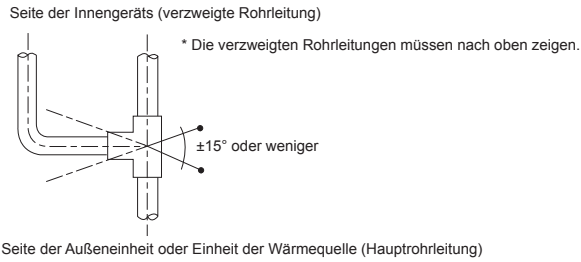 Seite der Innengeräts (verzweigte Rohrleitung)
* Die verzweigten Rohrleitungen müssen nach oben zeigen.
±15° oder weniger
Seite der Außeneinheit oder Einheit der Wärmequelle (Hauptrohrleitung)